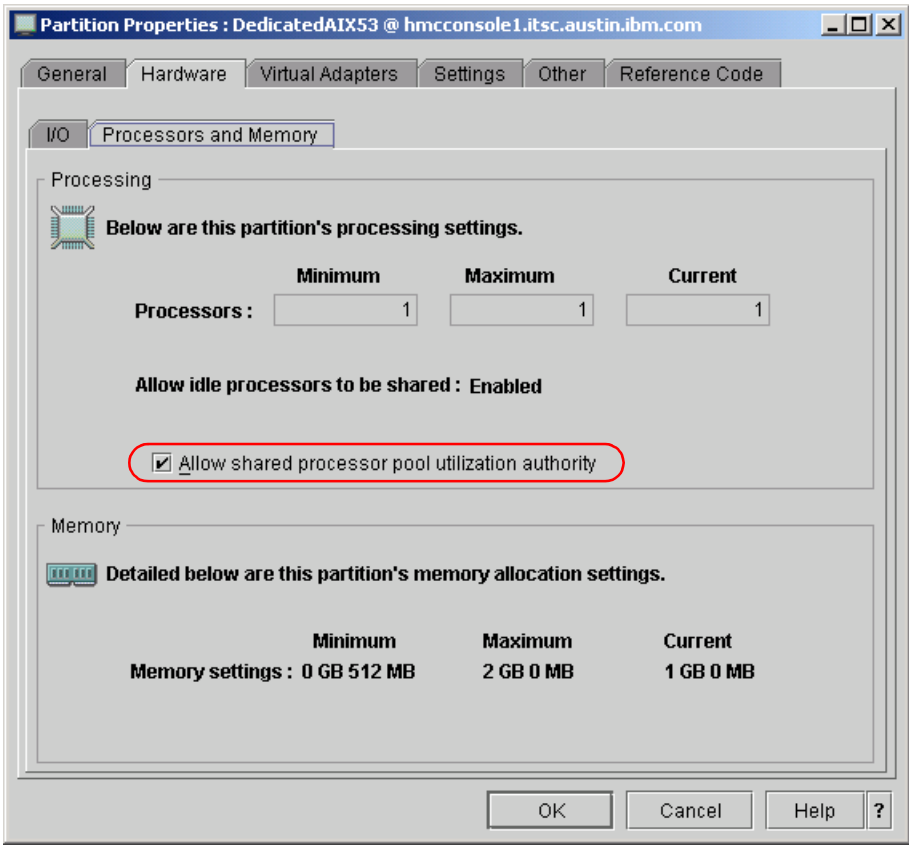 Partition Properties : DedicatedAIX53 @ hmcconsole1.itsc.austin.ibm.com
General Hardware Virtual Adapters Settings Other Reference Code
I/O Processors and Memory
Processing
Below are this partition's processing settings.
Minimum Maximum Current
Processors : 1 1 1
Allow idle processors to be shared : Enabled
Allow shared processor pool utilization authority
Memory
Detailed below are this partition's memory allocation settings.
Minimum Maximum Current
Memory settings : 0 GB 512 MB 2 GB 0 MB 1 GB 0 MB
OK Cancel Help ?